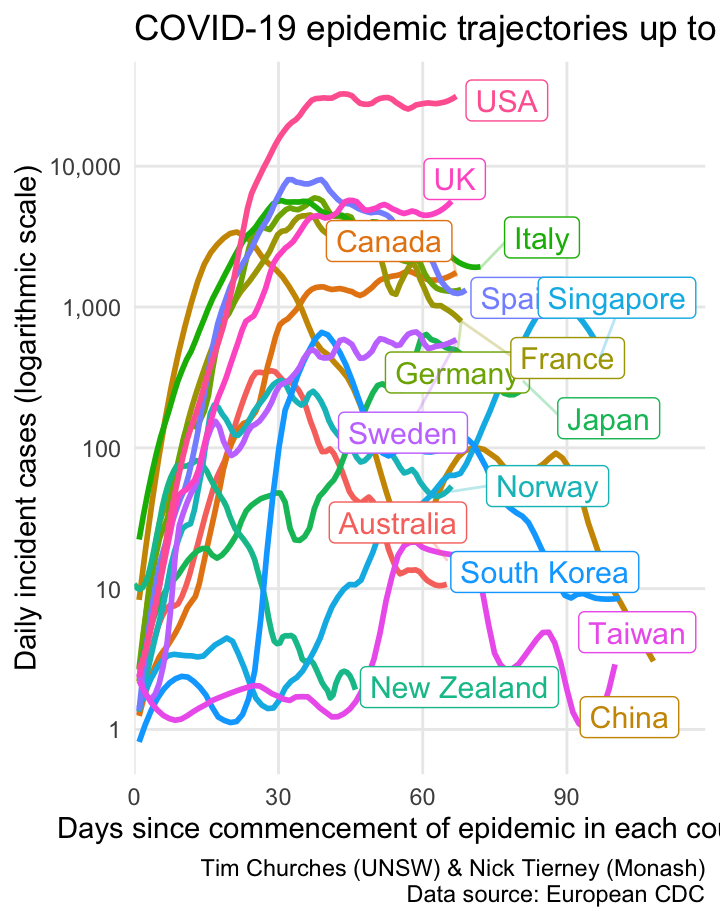 COVID-19 epidemic trajectories up to
Daily incident cases (logarithmic scale)
10,000
1,000
100
10
1
USA
UK
Canada
Italy
Spai
Singapore
France
Germany
Japan
Sweden
Norway
Australia
South Korea
Taiwan
New Zealand
China
0 30 60 90
Days since commencement of epidemic in each cou
Tim Churches (UNSW) & Nick Tierney (Monash)
Data source: European CDC